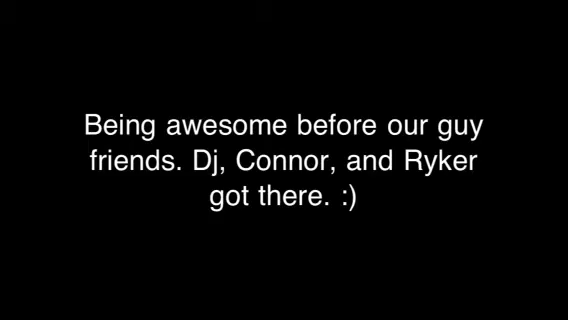 Being awesome before our guy
friends. Dj, Connor, and Ryker
got there. :)